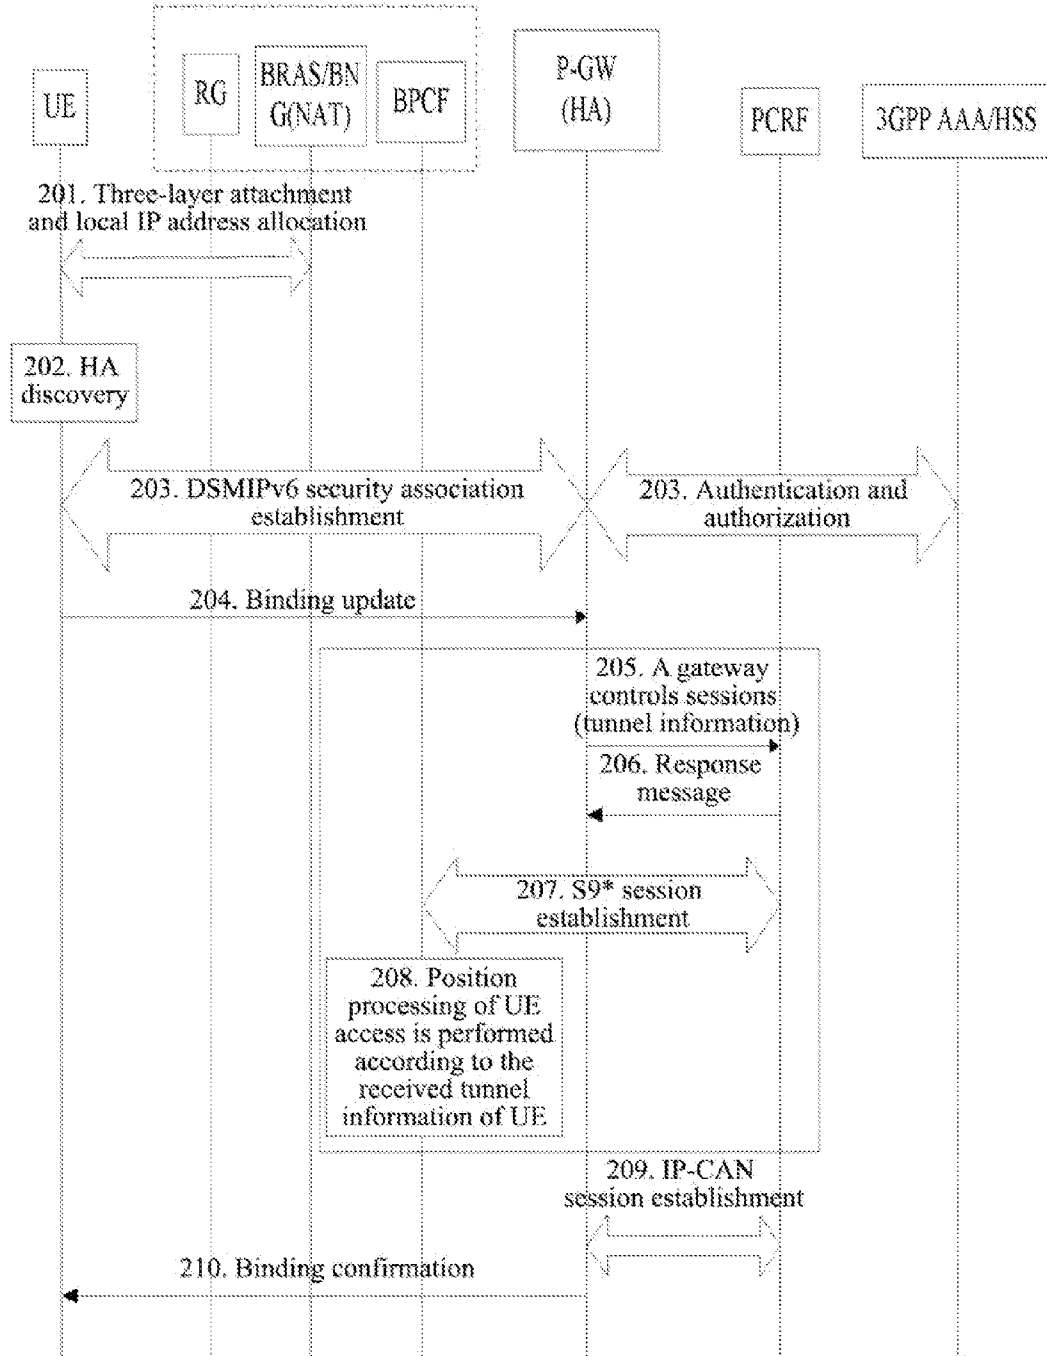 UE
RG
BRAS/BN
G(NAT)
BPCF
P-GW
(HA)
PCRF
3GPP AAA/HSS
201. Three-layer attachment
and local IP address allocation
202. HA
discovery
203. DSMIPv6 security association
establishment
203. Authentication and
authorization
204. Binding update
205. A gateway
controls sessions
(tunnel information)
206. Response
message
207. S9* session
establishment
208. Position
processing of UE
access is performed
according to the
received tunnel
information of UE
209. IP-CAN
session establishment
210. Binding confirmation